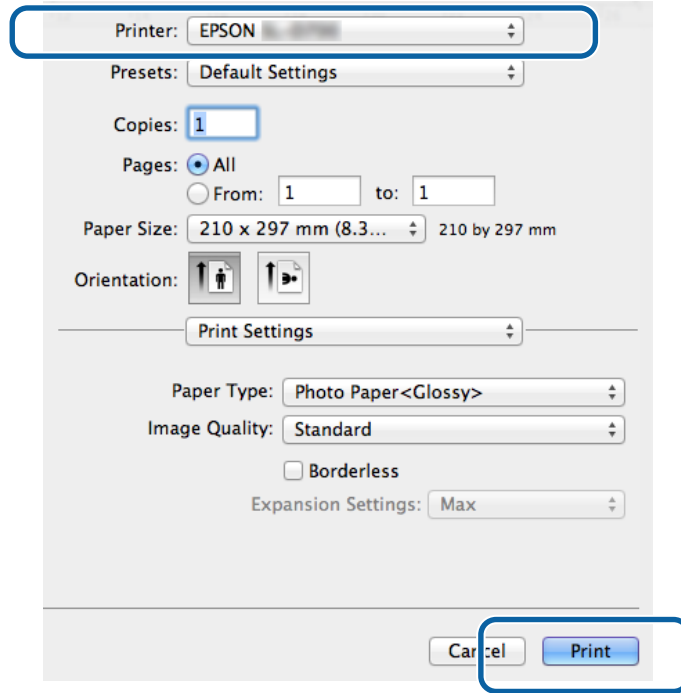 Printer: EPSON
Presets: Default Settings
Copies: 1
Pages: All
From: 1 to: 1
Paper Size: 210 x 297 mm (8.3... 210 by 297 mm
Orientation:
Print Settings
Paper Type: Photo Paper<Glossy>
Image Quality: Standard
Borderless
Expansion Settings: Max
Cancel Print